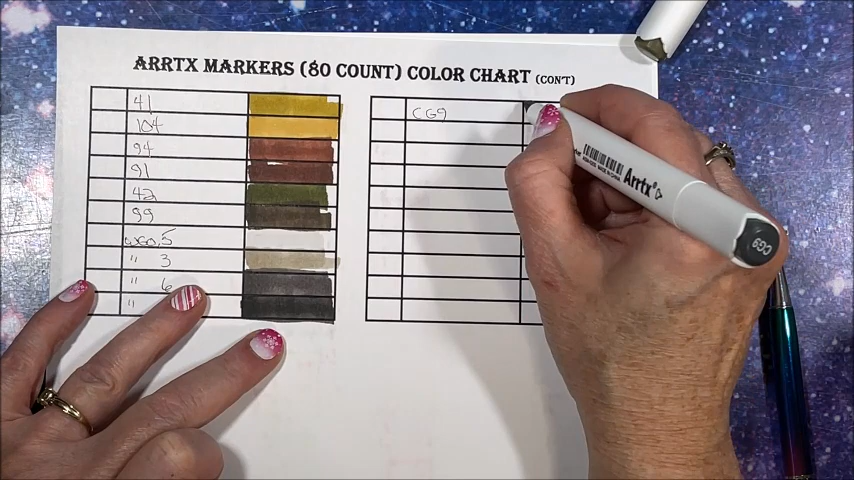 ARRTX MARKERS (80 COUNT) COLOR CHART (CON'T)
41
104
94
91
42
99
WG0.5
" 3
" 6
"
CG9
Arrtx
CG9